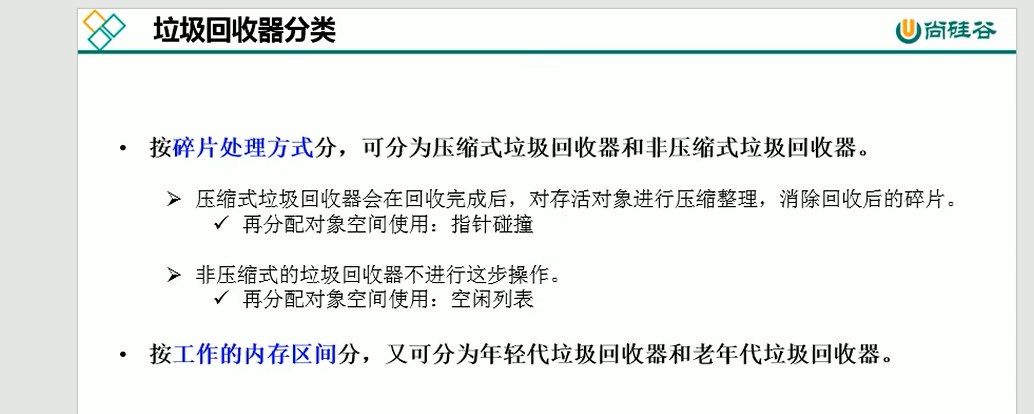 垃圾回收器分类
尚硅谷
• 按碎片处理方式分，可分为压缩式垃圾回收器和非压缩式垃圾回收器。
➢ 压缩式垃圾回收器会在回收完成后，对存活对象进行压缩整理，消除回收后的碎片。
✓ 再分配对象空间使用：指针碰撞
➢ 非压缩式的垃圾回收器不进行这步操作。
✓ 再分配对象空间使用：空闲列表
• 按工作的内存区间分，又可分为年轻代垃圾回收器和老年代垃圾回收器。